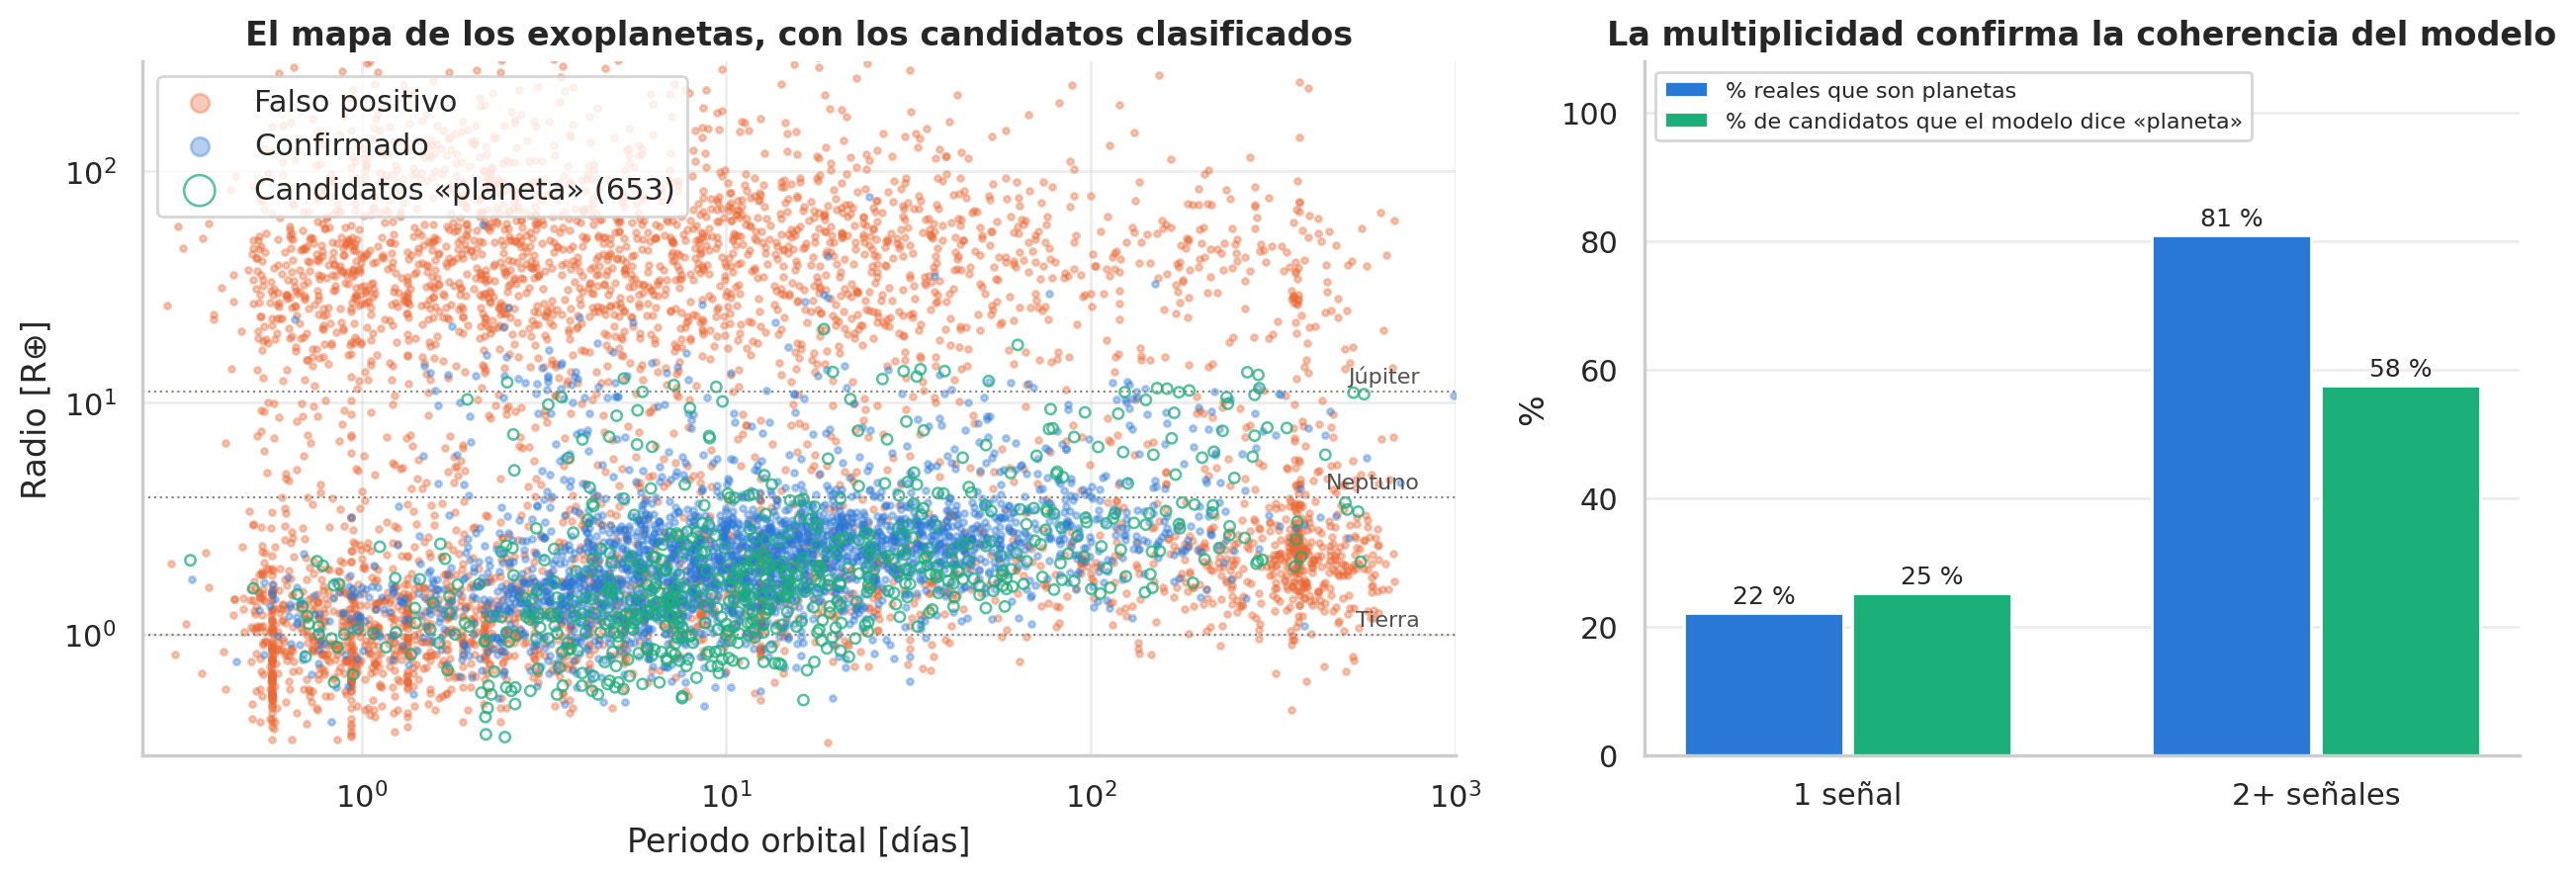 El mapa de los exoplanetas, con los candidatos clasificados
Falso positivo
Confirmado
Candidatos «planeta» (653)
Radio [R⊕]
10²
10¹
10⁰
Júpiter
Neptuno
Tierra
10⁰ 10¹ 10² 10³
Periodo orbital [días]
La multiplicidad confirma la coherencia del modelo
% reales que son planetas
% de candidatos que el modelo dice «planeta»
%
100
80
60
40
20
0
22 %
25 %
81 %
58 %
1 señal
2+ señales